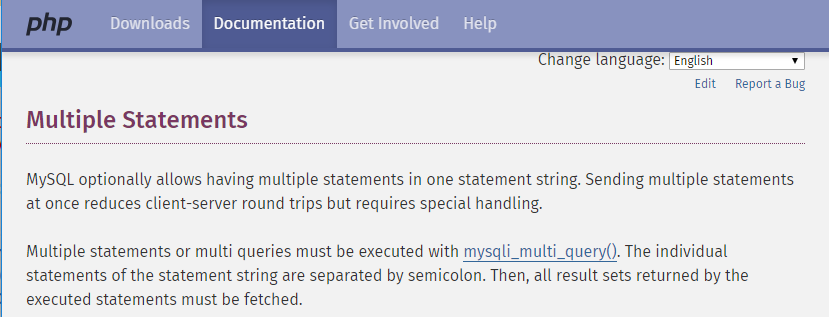 php Downloads Documentation Get Involved Help
Change language: English
Edit Report a Bug
Multiple Statements
MySQL optionally allows having multiple statements in one statement string. Sending multiple statements
at once reduces client-server round trips but requires special handling.
Multiple statements or multi queries must be executed with mysqli_multi_query(). The individual
statements of the statement string are separated by semicolon. Then, all result sets returned by the
executed statements must be fetched.